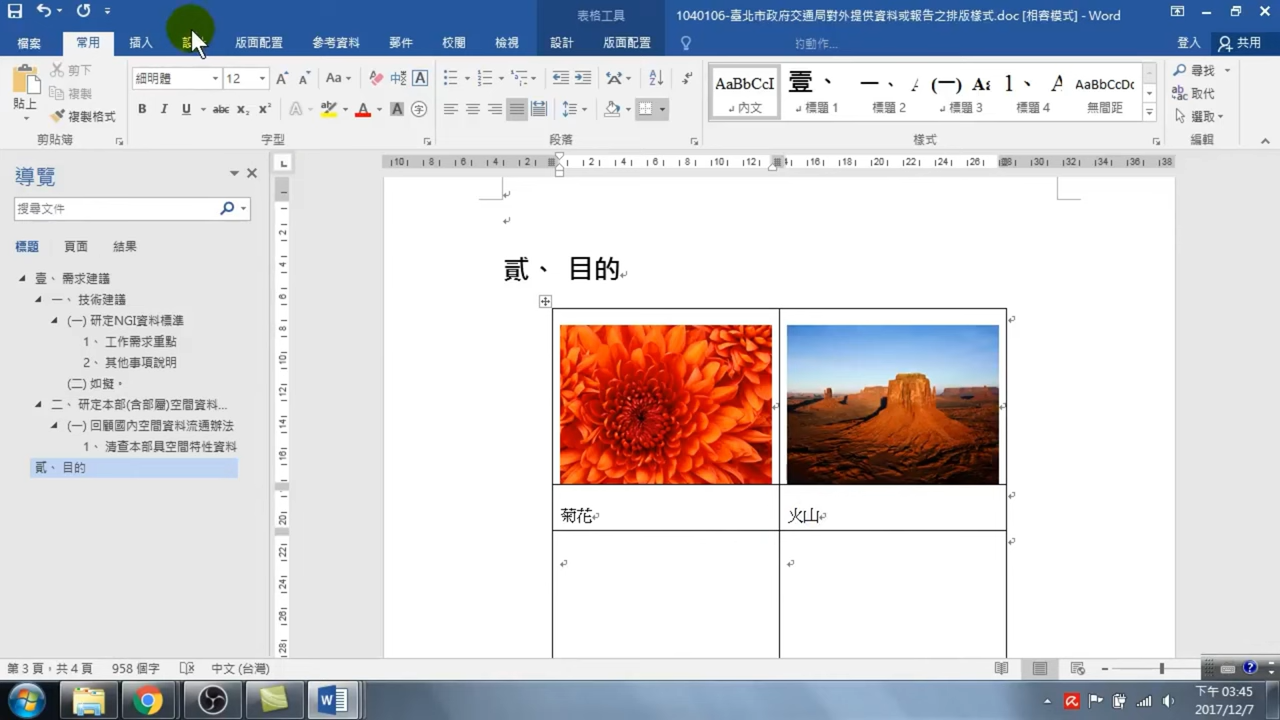 表格工具
1040106-臺北市政府交通局對外提供資料或報告之排版樣式.doc [相容模式] - Word
檔案 常用 插入 設計 版面配置 參考資料 郵件 校閱 檢視 設計 版面配置 登入 共用
貼上
剪下
複製
複製格式
剪貼簿
細明體 12
字型
段落
AaBbCcI
內文
壹、
標題 1
一、
標題 2
(一)
標題 3
1、
標題 4
AaBbCcDc
無間距
樣式
尋找
取代
選取
編輯
導覽
搜尋文件
標題 頁面 結果
壹、需求建議
一、技術建議
(一)研定NGI資料標準
1、工作需求重點
2、其他事項說明
(二)如擬。
二、研定本部(含部屬)空間資料...
(一)回顧國內空間資料流通辦法
1、清查本部具空間特性資料
貳、目的
貳、 目的
菊花 火山
第 3 頁，共 4 頁 958 個字 中文 (台灣)
下午 03:45
2017/12/7